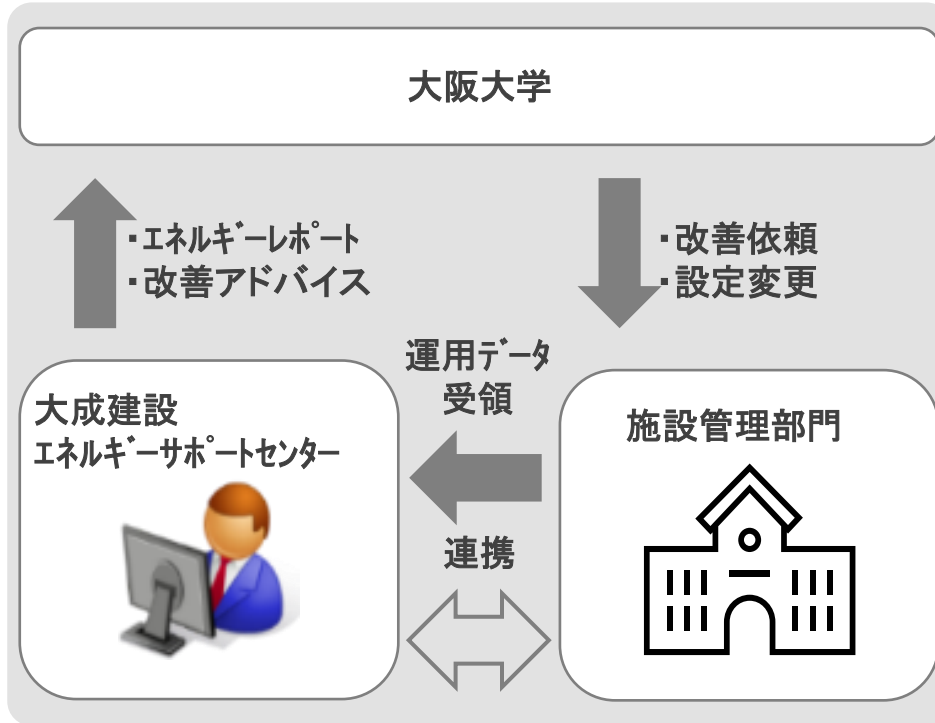 大阪大学
・エネルギーレポート
・改善アドバイス
・改善依頼
・設定変更
運用データ
受領
大成建設
エネルギーサポートセンター
施設管理部門
連携